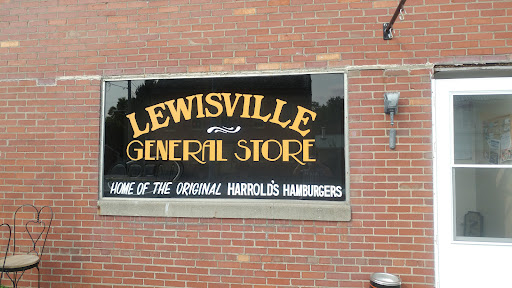 LEWISVILLE
GENERAL STORE
HOME OF THE ORIGINAL HARROLD'S HAMBURGERS